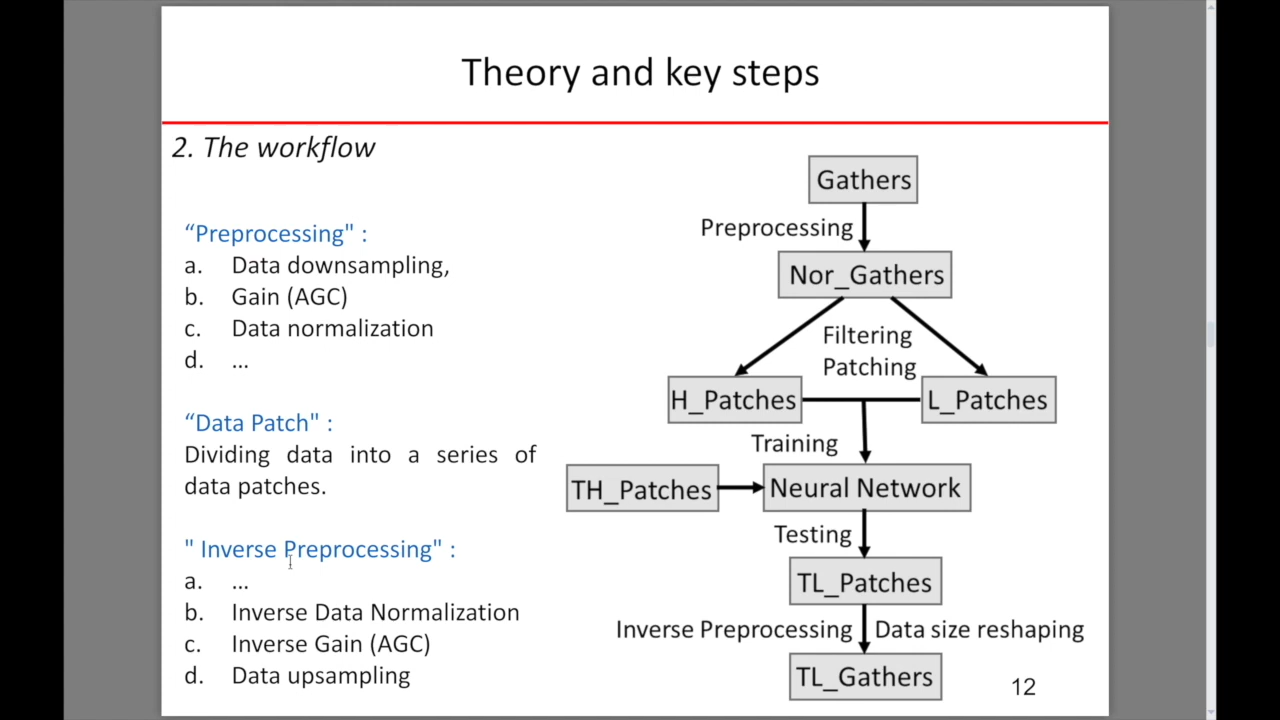 Theory and key steps
2. The workflow
“Preprocessing" :
a. Data downsampling,
b. Gain (AGC)
c. Data normalization
d. ...
“Data Patch" :
Dividing data into a series of
data patches.
" Inverse Preprocessing" :
a. ...
b. Inverse Data Normalization
c. Inverse Gain (AGC)
d. Data upsampling
Gathers
Preprocessing
Nor_Gathers
Filtering
Patching
H_Patches
L_Patches
Training
TH_Patches
Neural Network
Testing
TL_Patches
Inverse Preprocessing
Data size reshaping
TL_Gathers
12